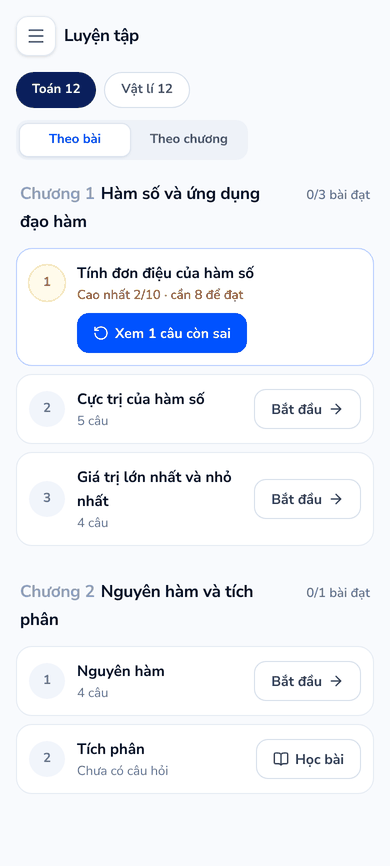 Luyện tập
Toán 12
Vật lí 12
Theo bài
Theo chương
Chương 1 Hàm số và ứng dụng
đạo hàm
0/3 bài đạt
1
Tính đơn điệu của hàm số
Cao nhất 2/10 · cần 8 để đạt
Xem 1 câu còn sai
2
Cực trị của hàm số
5 câu
Bắt đầu
3
Giá trị lớn nhất và nhỏ
nhất
4 câu
Bắt đầu
Chương 2 Nguyên hàm và tích
phân
0/1 bài đạt
1
Nguyên hàm
4 câu
Bắt đầu
2
Tích phân
Chưa có câu hỏi
Học bài